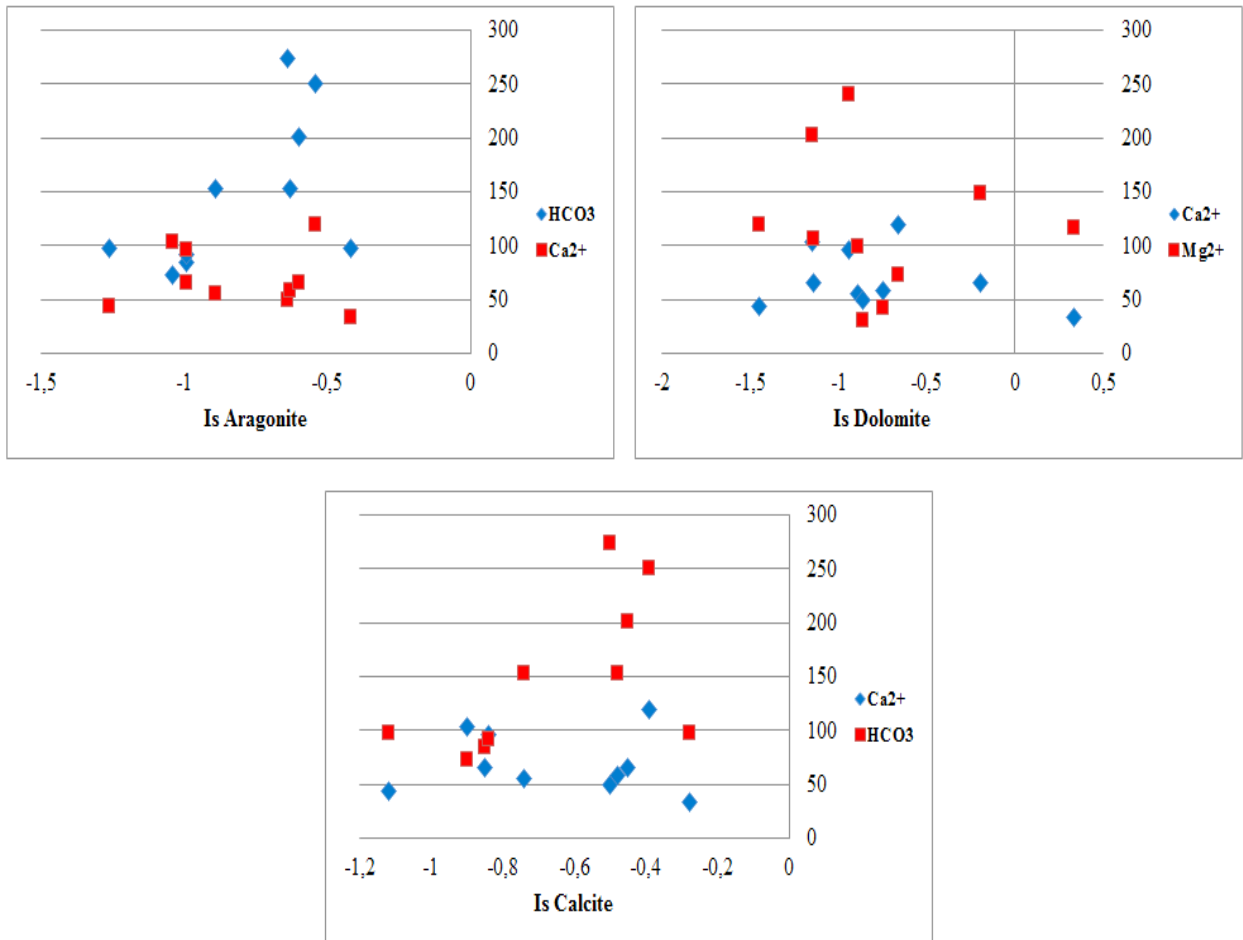 300
250
200
150
100
50
0
-1,5 -1 -0,5 0
Is Aragonite
HCO3
Ca2+
300
250
200
150
100
50
0
-2 -1,5 -1 -0,5 0 0,5
Is Dolomite
Ca2+
Mg2+
300
250
200
150
100
50
0
-1,2 -1 -0,8 -0,6 -0,4 -0,2 0
Is Calcite
Ca2+
HCO3